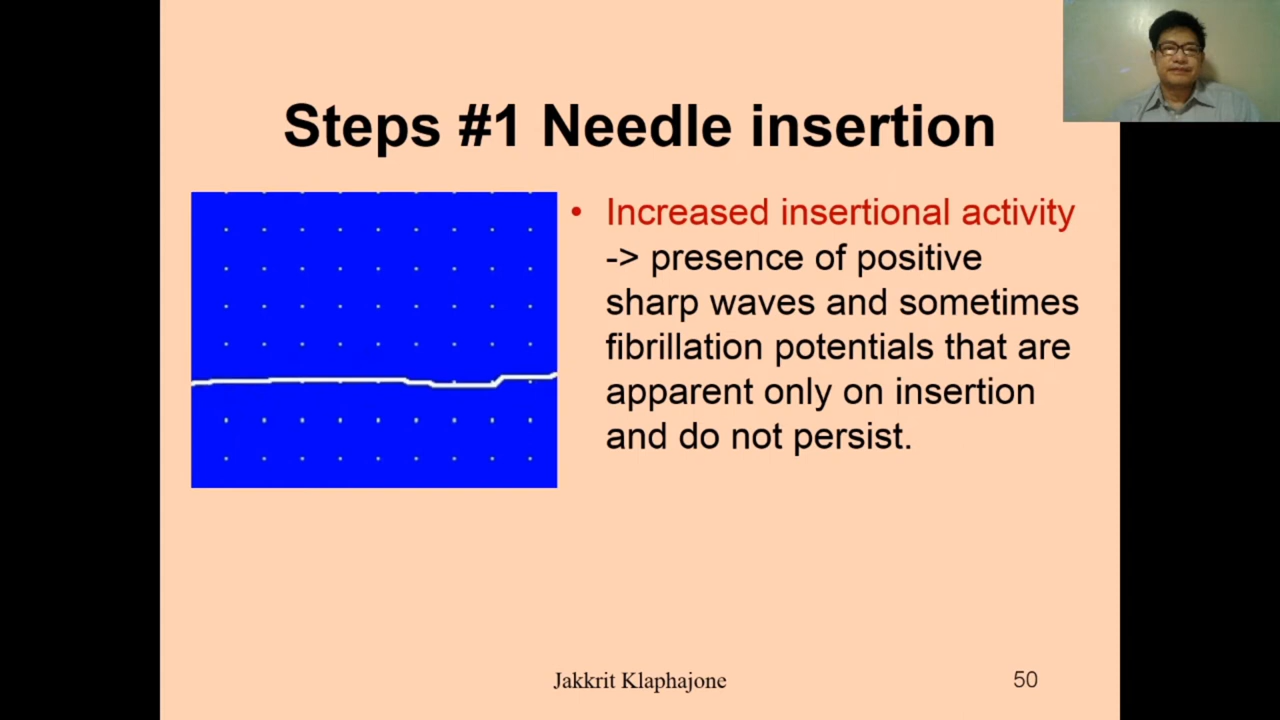 Steps #1 Needle insertion
• Increased insertional activity
-> presence of positive
sharp waves and sometimes
fibrillation potentials that are
apparent only on insertion
and do not persist.
Jakkrit Klaphajone
50